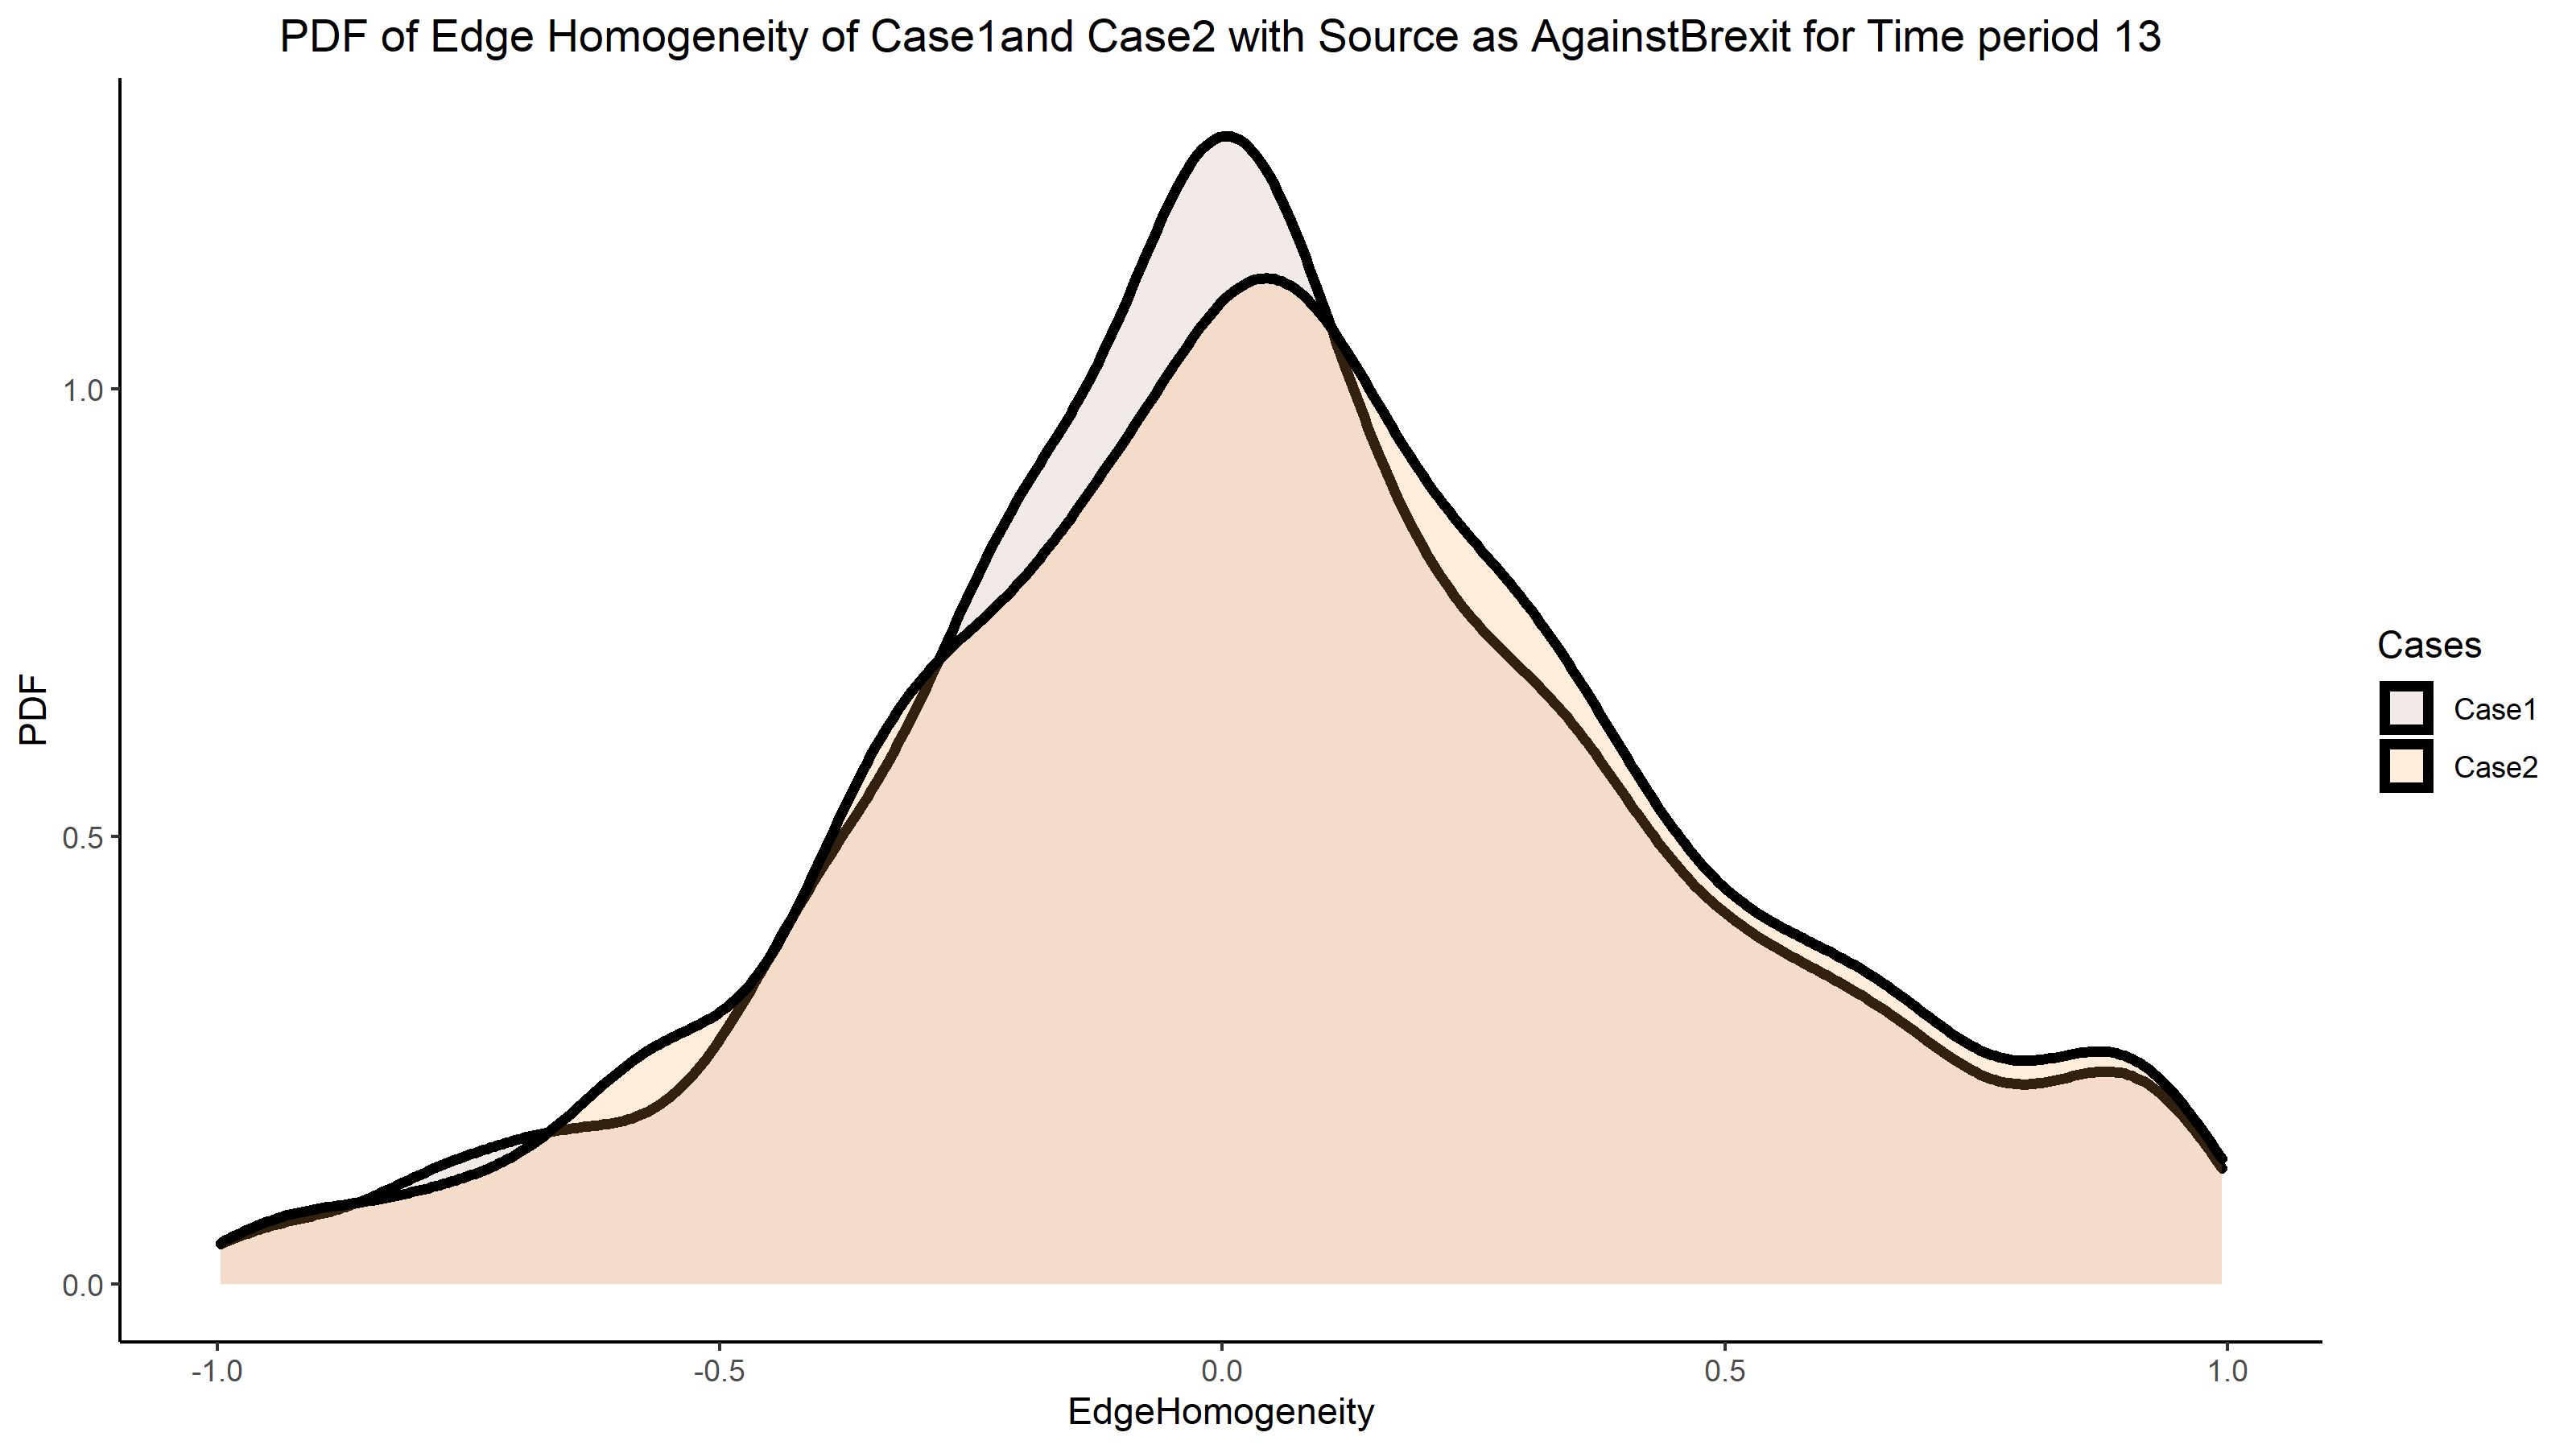 PDF of Edge Homogeneity of Case1and Case2 with Source as AgainstBrexit for Time period 13
PDF
1.0
0.5
0.0
-1.0 -0.5 0.0 0.5 1.0
EdgeHomogeneity
Cases
Case1
Case2